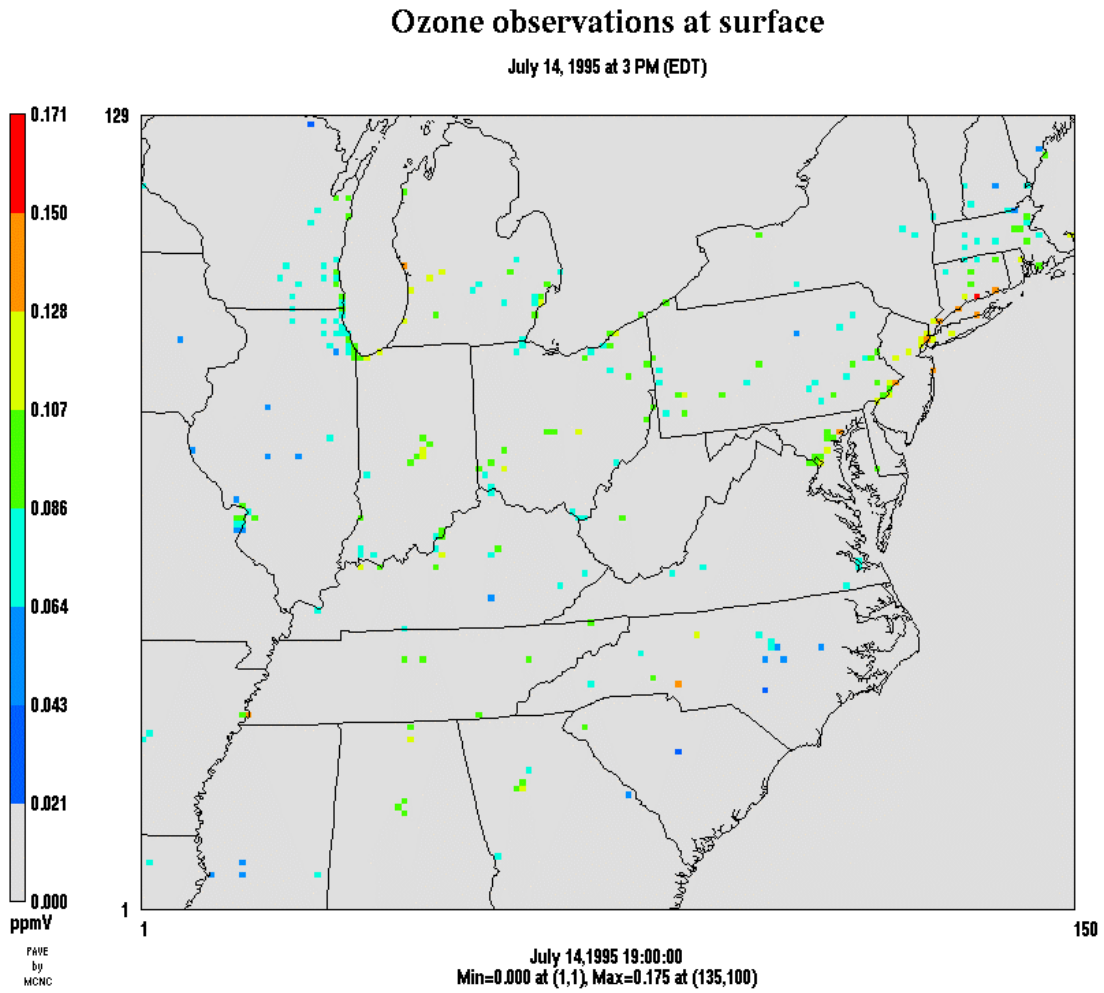 Ozone observations at surface
July 14, 1995 at 3 PM (EDT)
0.171
0.150
0.128
0.107
0.086
0.064
0.043
0.021
0.000
ppmV
PAVE
by
MCNC
129
1
1
150
July 14,1995 19:00:00
Min=0.000 at (1,1), Max=0.175 at (135,100)